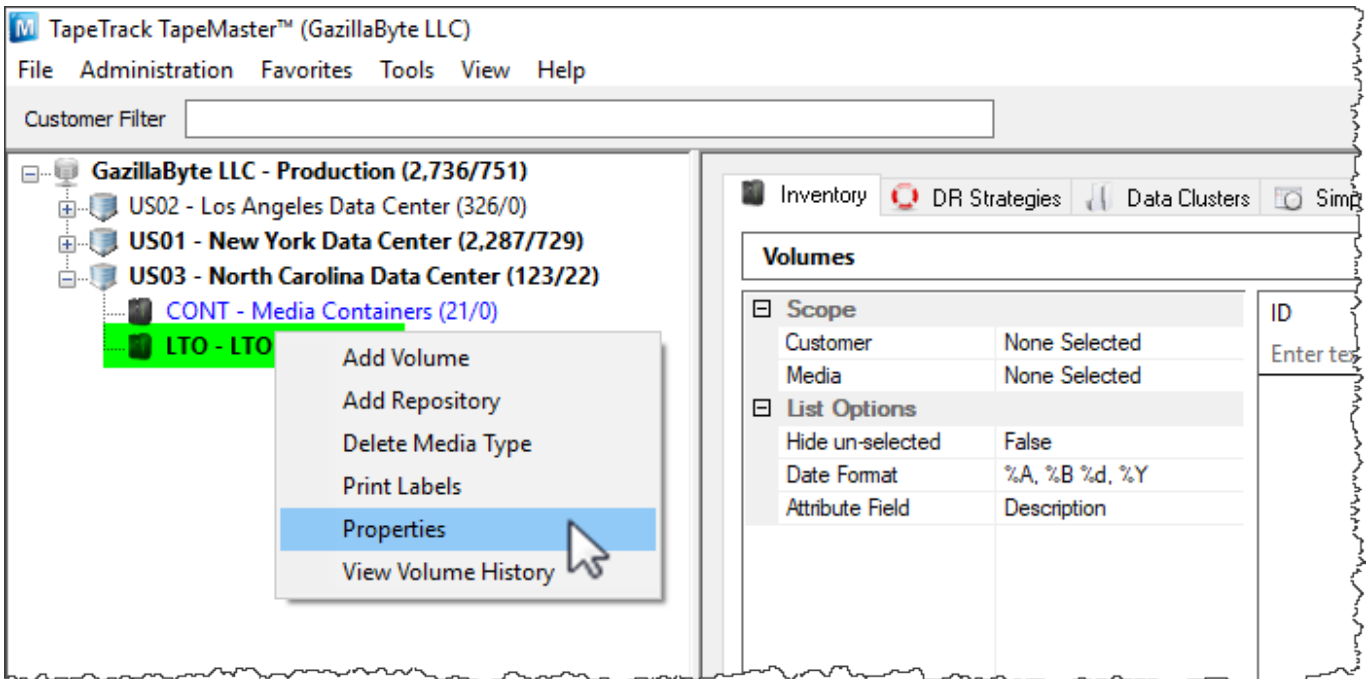 TapeTrack TapeMaster™ (GazillaByte LLC)
File Administration Favorites Tools View Help
Customer Filter
GazillaByte LLC - Production (2,736/751)
US02 - Los Angeles Data Center (326/0)
US01 - New York Data Center (2,287/729)
US03 - North Carolina Data Center (123/22)
CONT - Media Containers (21/0)
LTO - LTO
Add Volume
Add Repository
Delete Media Type
Print Labels
Properties
View Volume History
Inventory DR Strategies Data Clusters Simp
Volumes
Scope
Customer None Selected
Media None Selected
List Options
Hide un-selected False
Date Format %A, %B %d, %Y
Attribute Field Description
ID
Enter tex